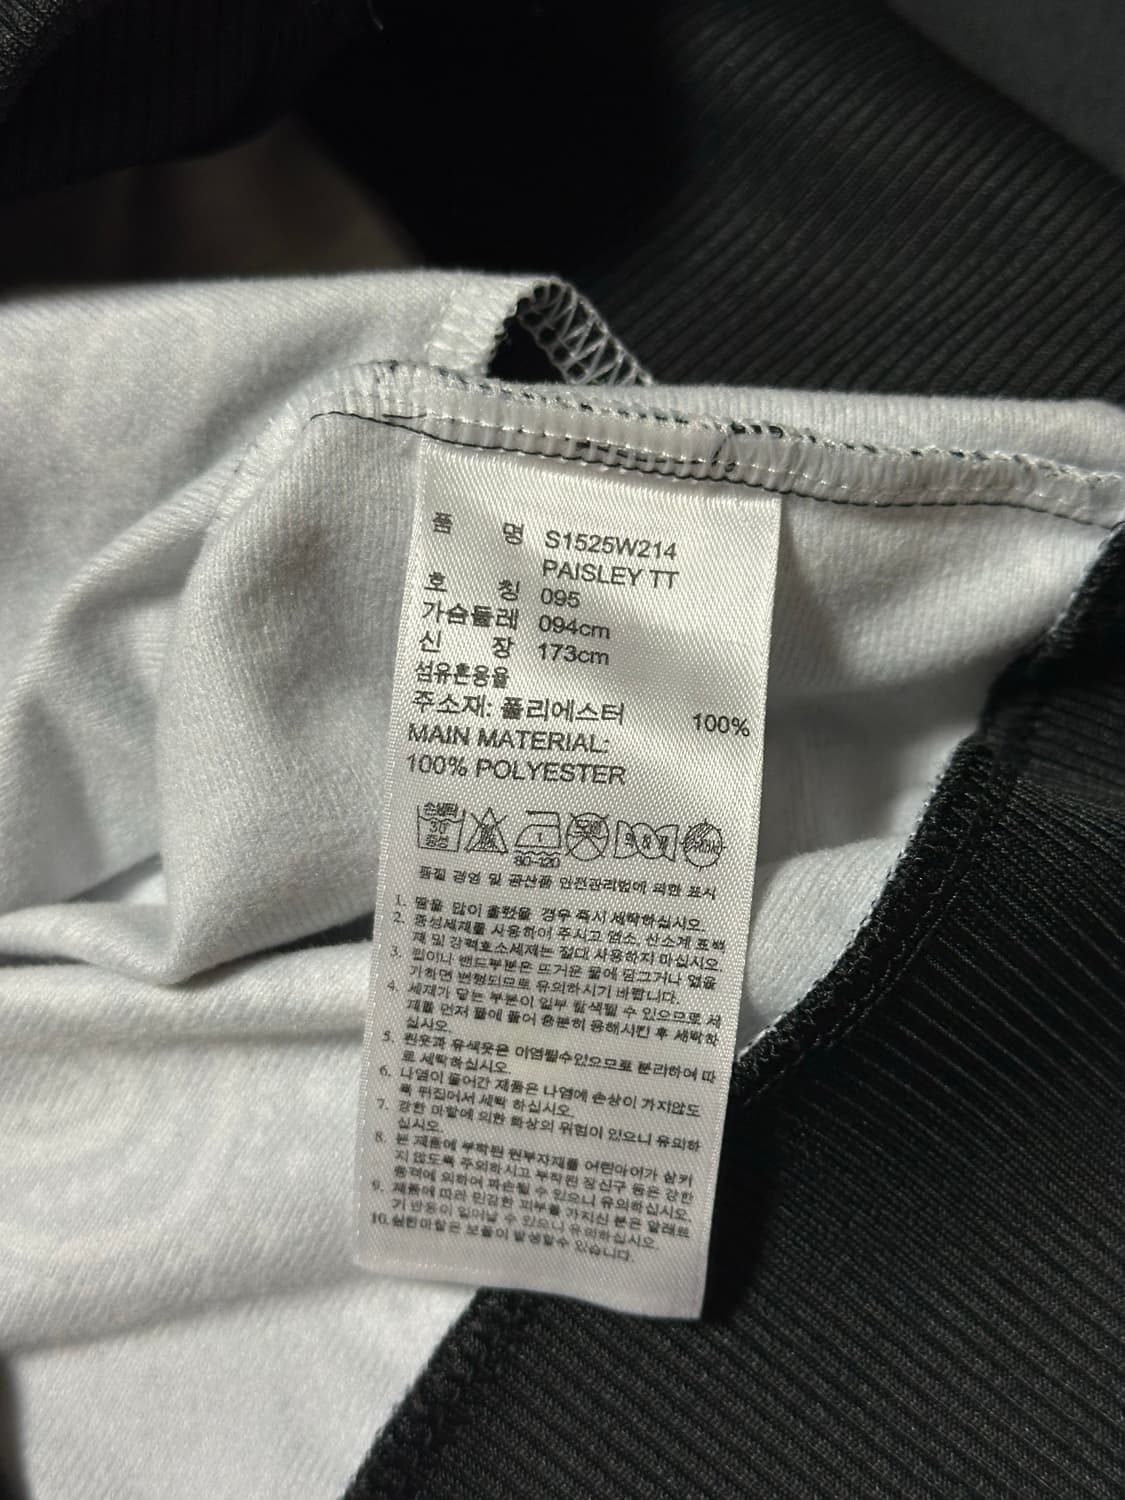 품 명 S1525W214
PAISLEY TT
호 칭 095
가슴둘레 094cm
신 장 173cm
섬유혼용율
주소재: 폴리에스터 100%
MAIN MATERIAL:
100% POLYESTER
손세탁
30
중성
80~120
품질 경영 및 공산품 안전관리법에 의한 표시
1. 땀을 많이 흘렸을 경우 즉시 세탁하십시오.
2. 중성세제를 사용하여 주시고 염소, 산소계 표백
제 및 강력효소세제는 절대 사용하지 마십시오.
3. 밴드부분은 뜨거운 물에 담그거나 열을
가하면 변형되므로 유의하시기 바랍니다.
4. 세제가 닿는 부분이 일부 탈색될 수 있으므로 세
제를 먼저 물에 풀어 충분히 용해시킨 후 세탁하
십시오.
5. 흰옷과 유색옷은 이염될수있으므로 분리하여 따
로 세탁하십시오.
6. 나염이 들어간 제품은 나염에 손상이 가지않도
록 뒤집어서 세탁 하십시오.
7. 강한 마찰에 의한 화상의 위험이 있으니 유의하
십시오.
8. 본 제품에 부착된 원부자재를 어린아이가 삼키
지 않도록 주의하시고 부착된 장신구 등은 강한
충격에 의하여 파손될 수 있으니 유의하십시오.
9. 제품에 따라 민감한 피부를 가지신 분은 알레르
기 반응이 일어날 수 있으니 유의하십시오.
10. 심한마찰은 보풀이 발생할수 있습니다.